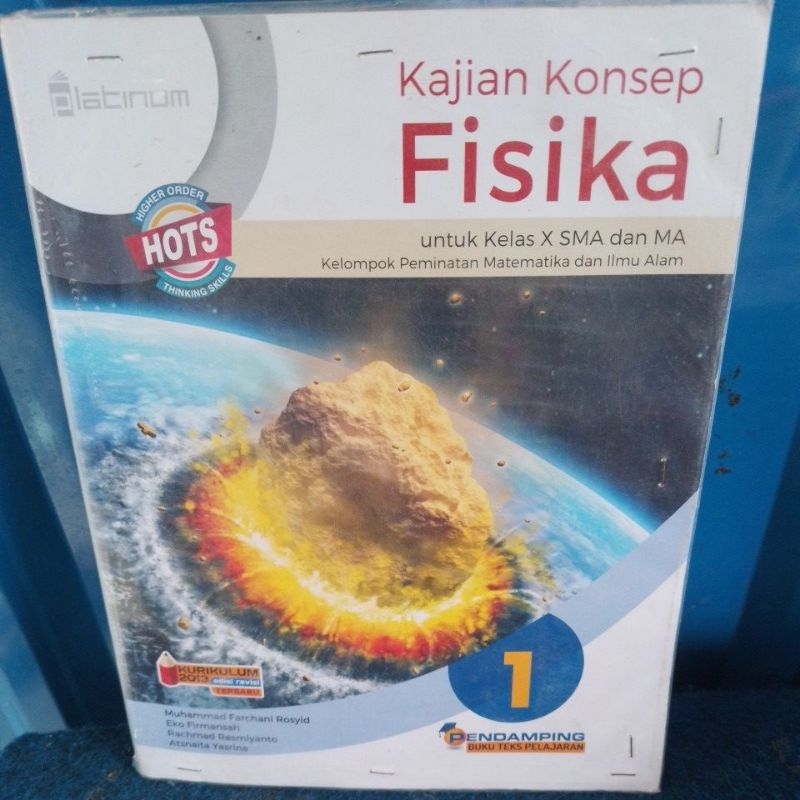 Platinum
Kajian Konsep
Fisika
HIGHER ORDER
HOTS
THINKING SKILLS
untuk Kelas X SMA dan MA
Kelompok Peminatan Matematika dan Ilmu Alam
KURIKULUM
2013 edisi revisi
TERBARU
Muhammad Farchani Rosyid
Eko Firmansah
Rachmad Resmiyanto
Atsnaita Yasrina
1
PENDAMPING
BUKU TEKS PELAJARAN